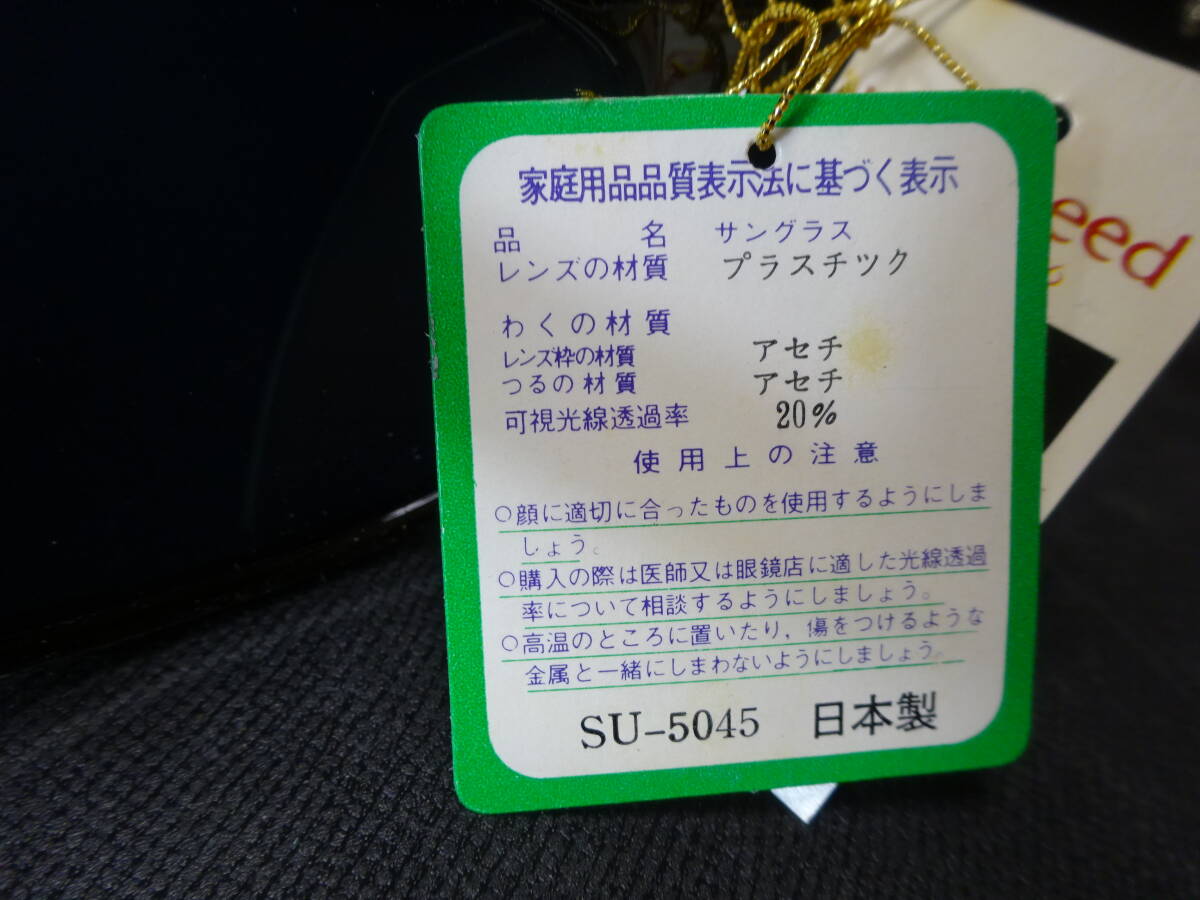 家庭用品品質表示法に基づく表示
品名 サングラス
レンズの材質 プラスチツク
わくの材質
レンズ枠の材質 アセチ
つるの材質 アセチ
可視光線透過率 20%
使用上の注意
○顔に適切に合ったものを使用するようにしま
しょう。
○購入の際は医師又は眼鏡店に適した光線透過
率について相談するようにしましょう。
○高温のところに置いたり，傷をつけるような
金属と一緒にしまわないようにしましょう。
SU-5045 日本製
eed